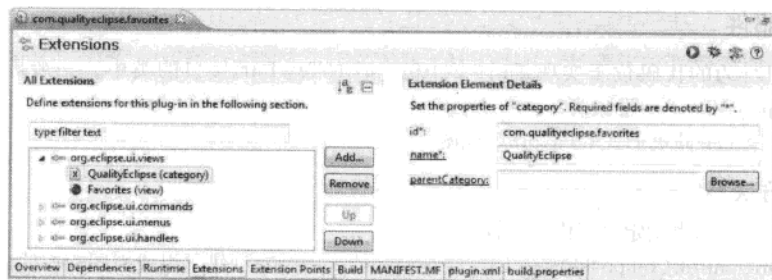 com.qualityeclipse.favorites
Extensions
All Extensions
Define extensions for this plug-in in the following section.
type filter text
org.eclipse.ui.views
QualityEclipse (category)
Favorites (view)
org.eclipse.ui.commands
org.eclipse.ui.menus
org.eclipse.ui.handlers
Add...
Remove
Up
Down
Extension Element Details
Set the properties of "category". Required fields are denoted by "*".
id*: com.qualityeclipse.favorites
name*: QualityEclipse
parentCategory: Browse...
Overview Dependencies Runtime Extensions Extension Points Build MANIFEST.MF plugin.xml build.properties